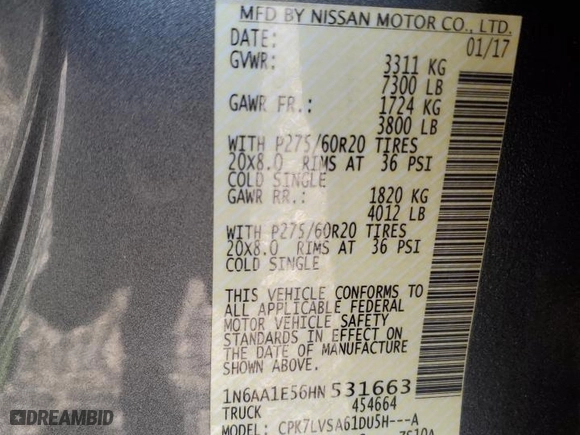 MFD BY NISSAN MOTOR CO., LTD.
DATE: 01/17
GVWR: 3311 KG
7300 LB
GAWR FR.: 1724 KG
3800 LB
WITH P275/60R20 TIRES
20X8.0 RIMS AT 36 PSI
COLD SINGLE
GAWR RR.: 1820 KG
4012 LB
WITH P275/60R20 TIRES
20X8.0 RIMS AT 36 PSI
COLD SINGLE
THIS VEHICLE CONFORMS TO
ALL APPLICABLE FEDERAL
MOTOR VEHICLE SAFETY
STANDARDS IN EFFECT ON
THE DATE OF MANUFACTURE
SHOWN ABOVE.
1N6AA1E56HN 531663
TRUCK 454664
MODEL: CPK7LVSA61DU5H---A
DREAMBID